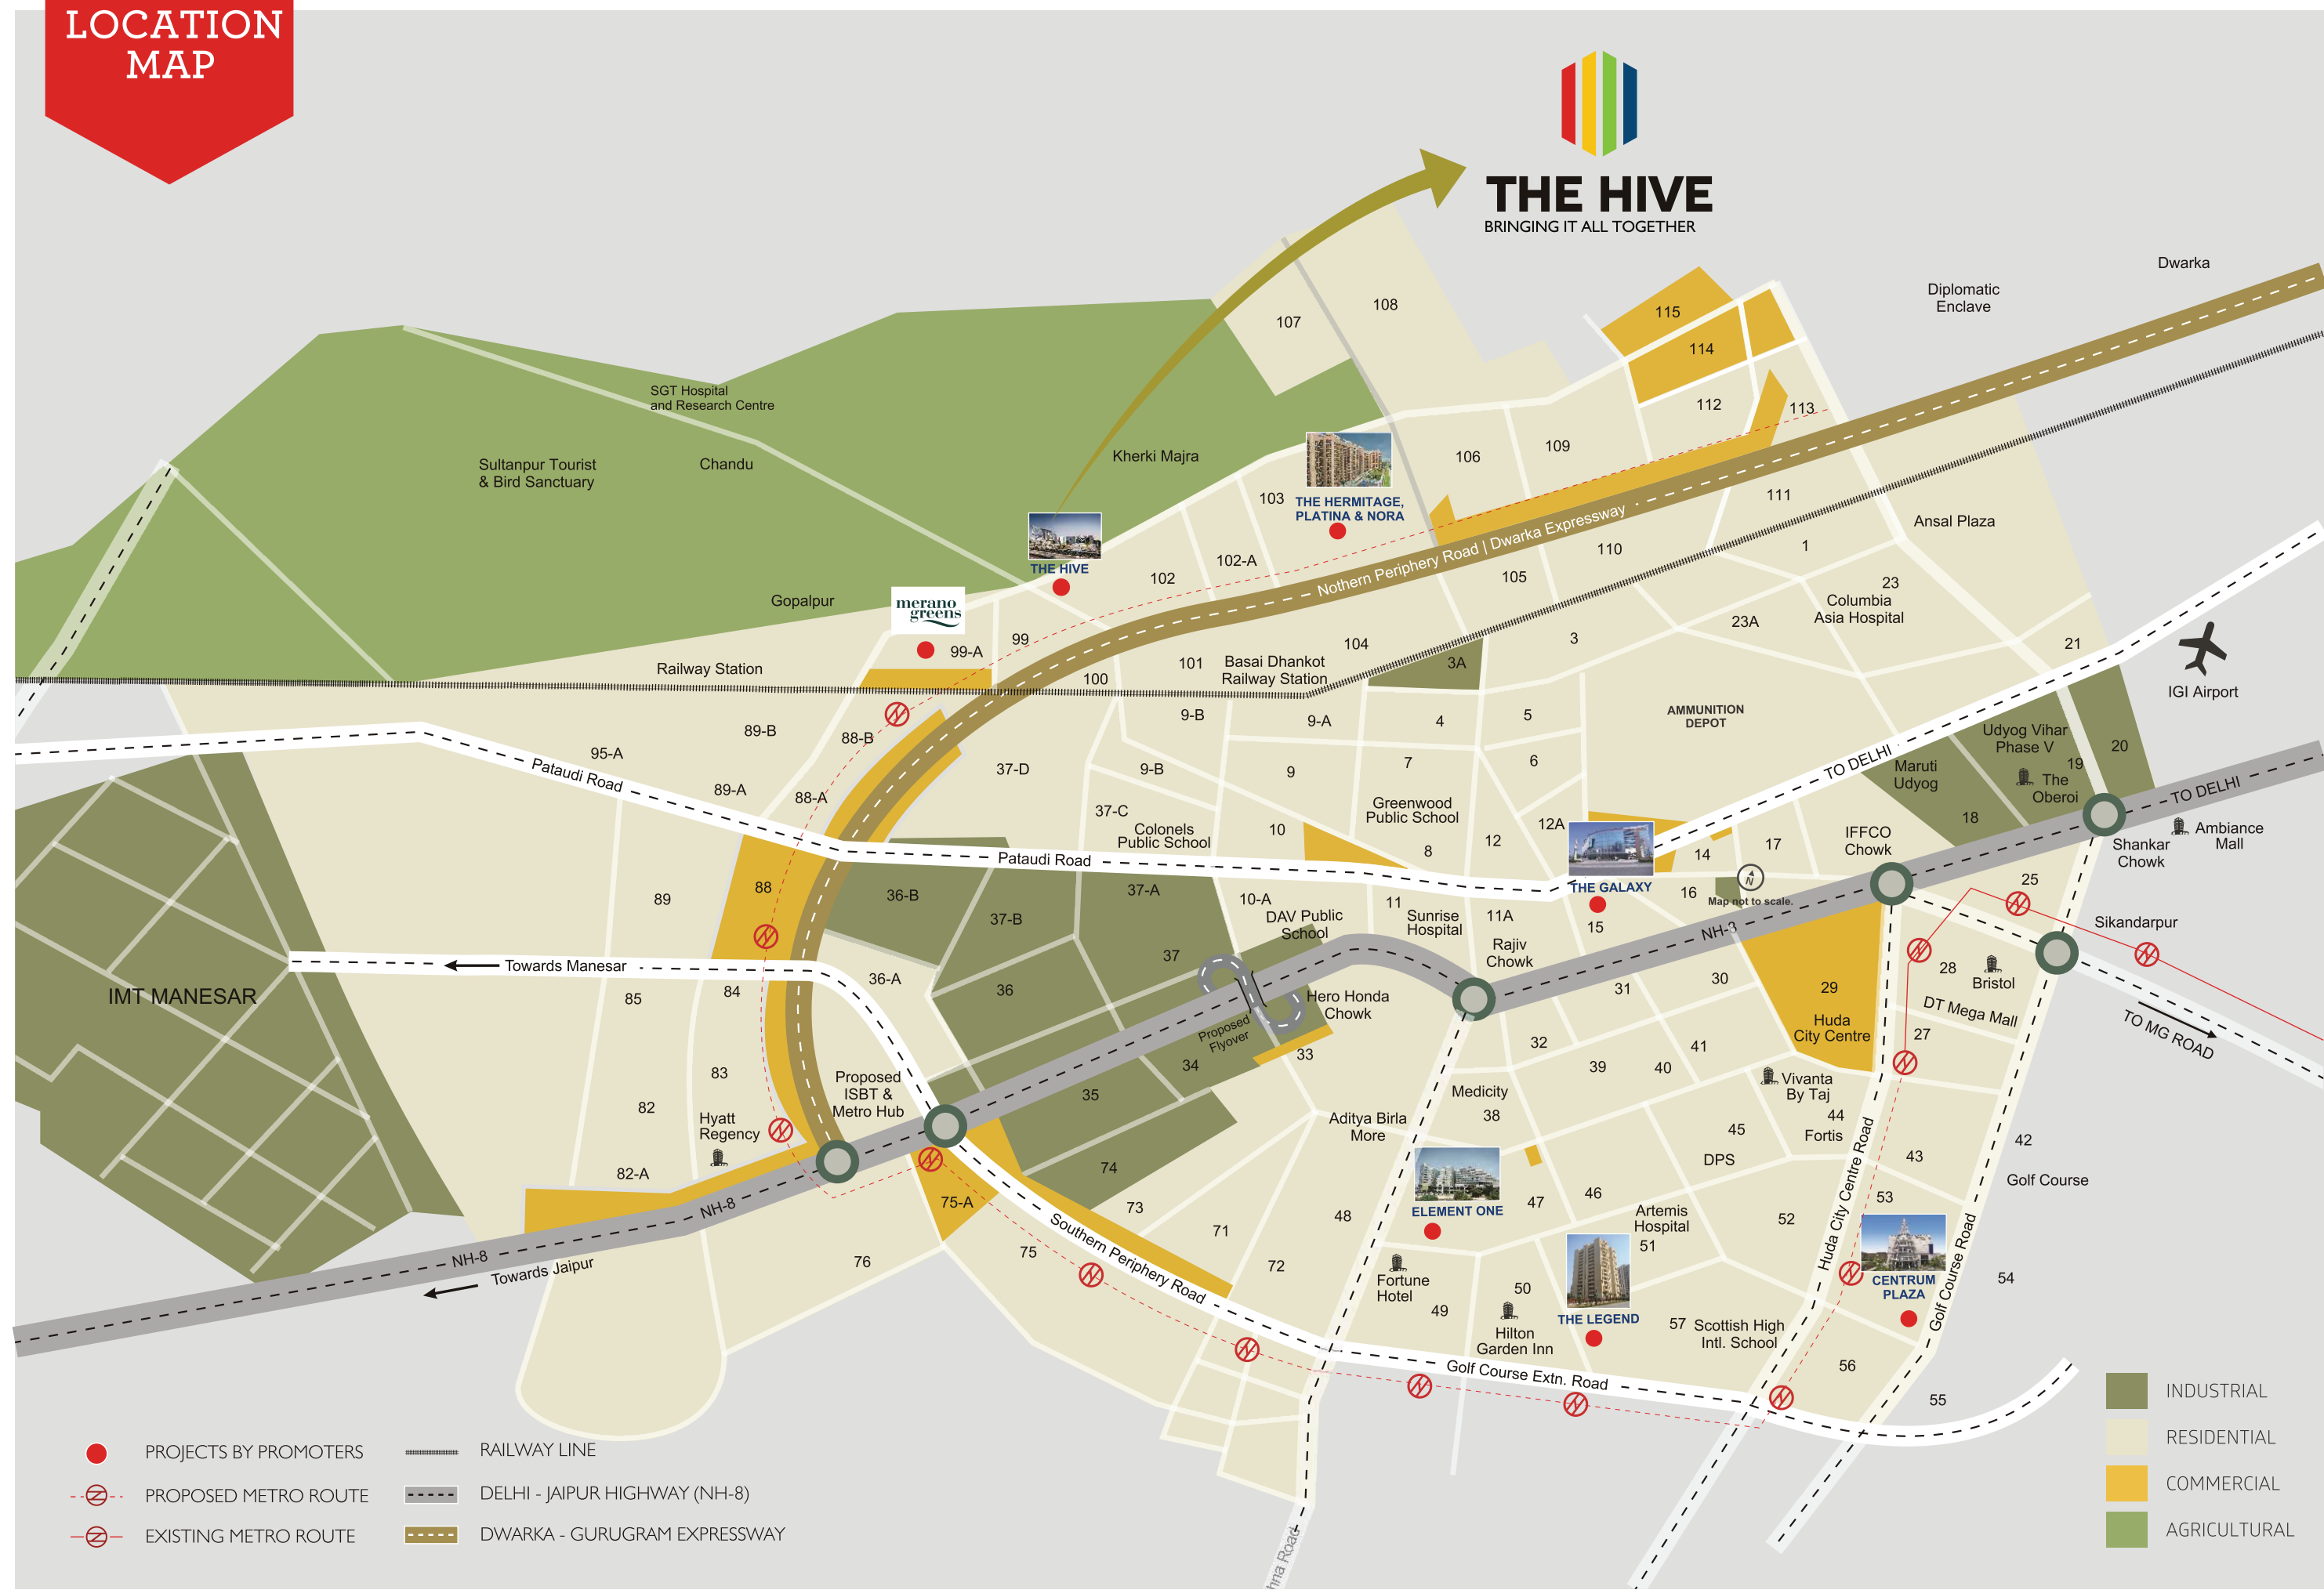 LOCATION
MAP
THE HIVE
BRINGING IT ALL TOGETHER
Dwarka
Diplomatic
Enclave
107
108
115
114
112
113
SGT Hospital
and Research Centre
Sultanpur Tourist
& Bird Sanctuary
Chandu
Kherki Majra
103
THE HERMITAGE,
PLATINA & NORA
106
109
111
Ansal Plaza
Nothern Periphery Road | Dwarka Expressway
THE HIVE
102
102-A
105
110
1
23
Columbia
Asia Hospital
Gopalpur
merano
greens
99
99-A
104
3
23A
21
Railway Station
101
100
Basai Dhankot
Railway Station
3A
IGI Airport
95-A
89-B
88-B
9-B
9-A
4
5
AMMUNITION
DEPOT
Udyog Vihar
Phase V
20
19
Pataudi Road
89-A
88-A
37-D
9-B
9
7
6
TO DELHI
Maruti
Udyog
The
Oberoi
TO DELHI
37-C
Colonels
Public School
10
Greenwood
Public School
12A
12
8
18
17
14
IFFCO
Chowk
Shankar
Chowk
Ambiance
Mall
Pataudi Road
THE GALAXY
16
N
Map not to scale.
25
88
89
36-B
37-B
37-A
10-A
DAV Public
School
11
Sunrise
Hospital
11A
15
NH-3
Sikandarpur
Rajiv
Chowk
Towards Manesar
IMT MANESAR
85
84
36-A
36
37
Hero Honda
Chowk
Proposed
Flyover
31
30
29
Huda
City Centre
28
Bristol
DT Mega Mall
27
TO MG ROAD
34
33
32
39
40
41
83
82
Proposed
ISBT &
Metro Hub
35
Medicity
38
Vivanta
By Taj
44
Fortis
45
DPS
Hyatt
Regency
Aditya Birla
More
43
42
Golf Course
82-A
74
73
75-A
71
72
48
ELEMENT ONE
47
46
Artemis
Hospital
51
52
53
Huda City Centre Road
Golf Course Road
54
NH-8
NH-8
Towards Jaipur
76
75
Southern Periphery Road
Fortune
Hotel
49
50
Hilton
Garden Inn
THE LEGEND
57
Scottish High
Intl. School
CENTRUM
PLAZA
56
55
Golf Course Extn. Road
hna Road
PROJECTS BY PROMOTERS
PROPOSED METRO ROUTE
EXISTING METRO ROUTE
RAILWAY LINE
DELHI - JAIPUR HIGHWAY (NH-8)
DWARKA - GURUGRAM EXPRESSWAY
INDUSTRIAL
RESIDENTIAL
COMMERCIAL
AGRICULTURAL